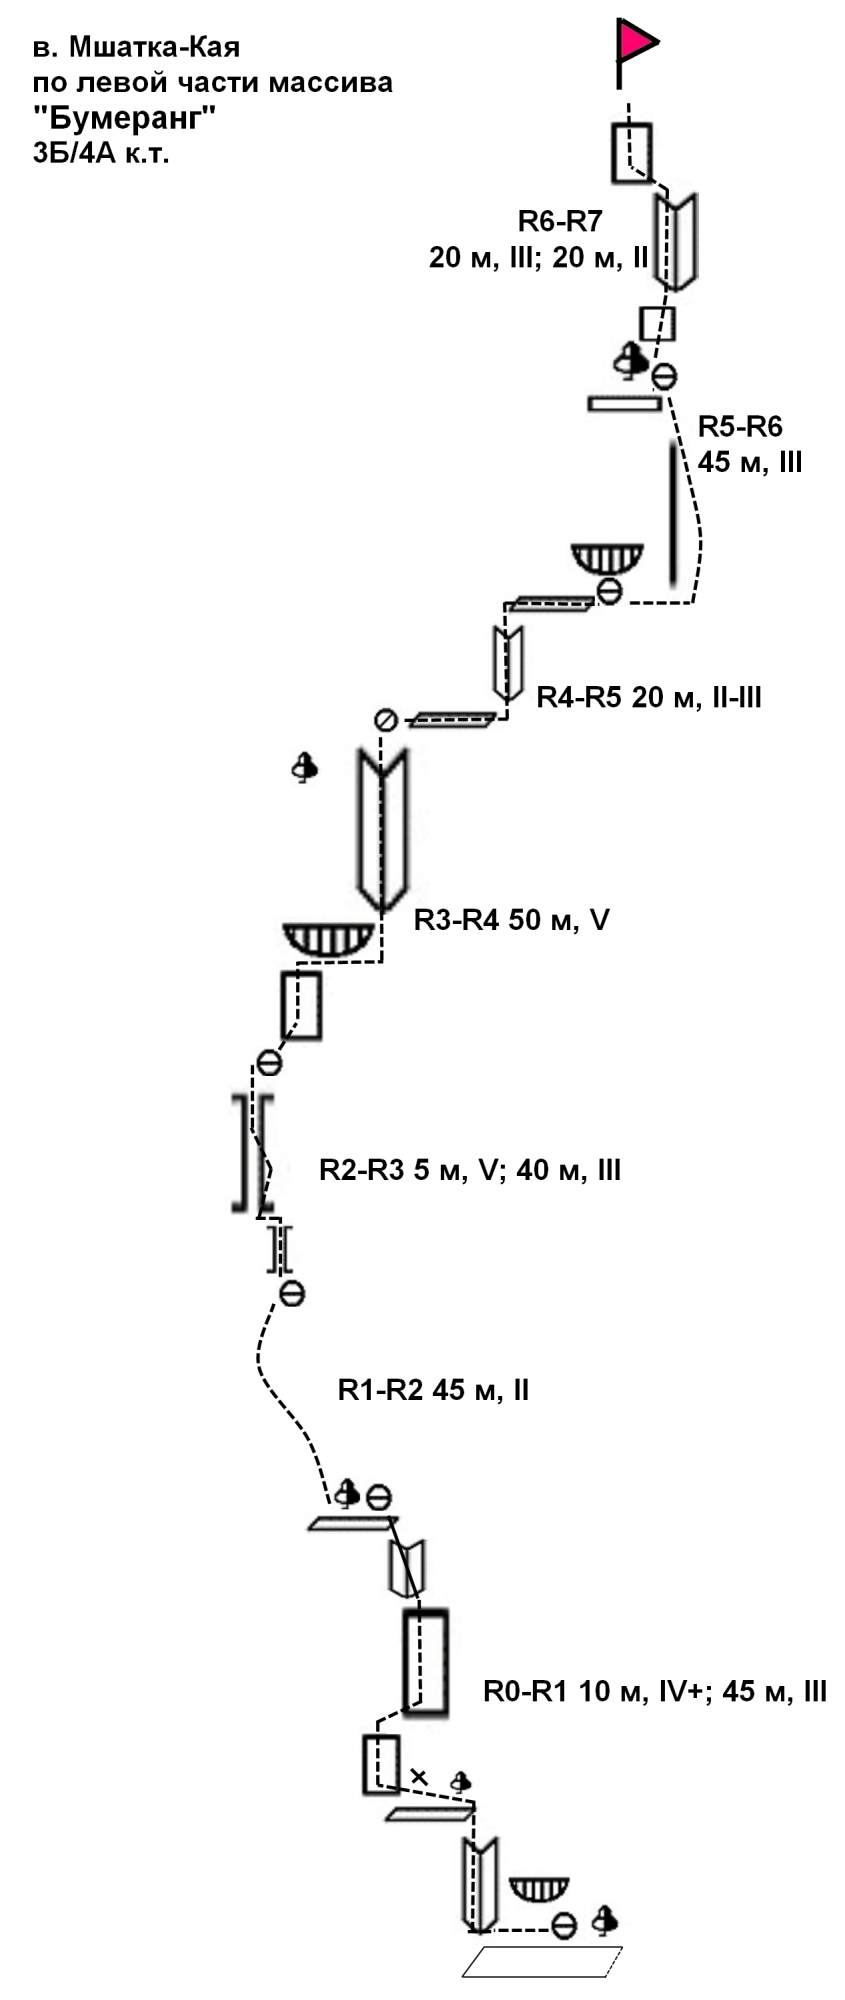 в. Мшатка-Кая
по левой части массива
"Бумеранг"
3Б/4А к.т.
R6-R7
20 м, III; 20 м, II
R5-R6
45 м, III
R4-R5 20 м, II-III
R3-R4 50 м, V
R2-R3 5 м, V; 40 м, III
R1-R2 45 м, II
R0-R1 10 м, IV+; 45 м, III